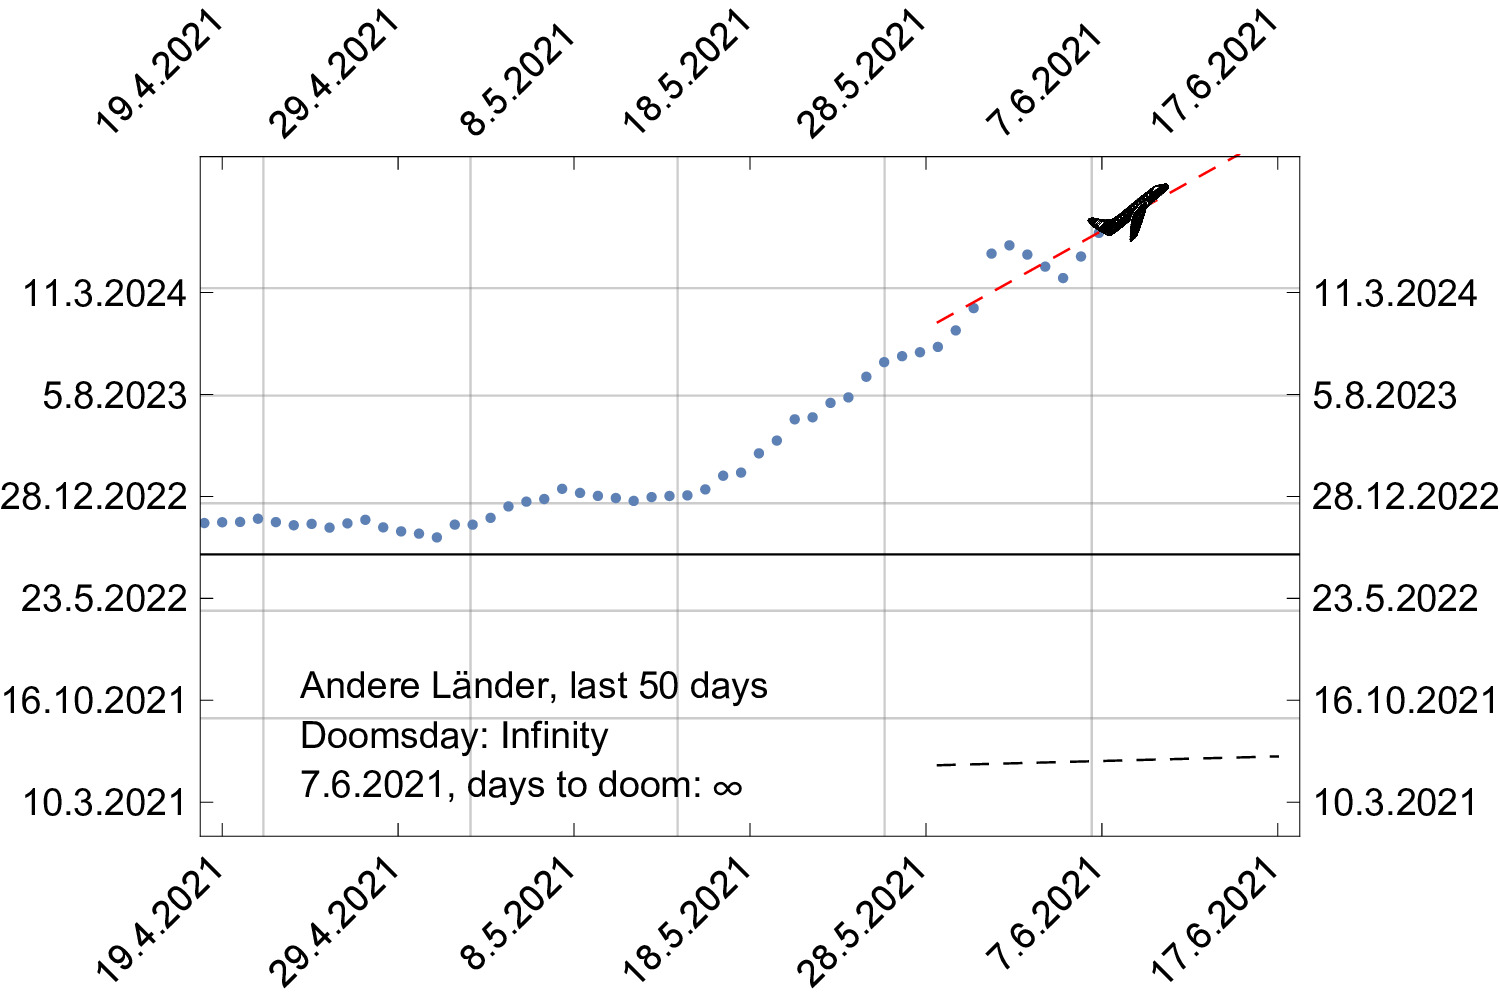 19.4.2021 29.4.2021 8.5.2021 18.5.2021 28.5.2021 7.6.2021 17.6.2021
11.3.2024 11.3.2024
5.8.2023 5.8.2023
28.12.2022 28.12.2022
23.5.2022 23.5.2022
Andere Länder, last 50 days
16.10.2021 16.10.2021
Doomsday: Infinity
7.6.2021, days to doom: ∞
10.3.2021 10.3.2021
19.4.2021 29.4.2021 8.5.2021 18.5.2021 28.5.2021 7.6.2021 17.6.2021